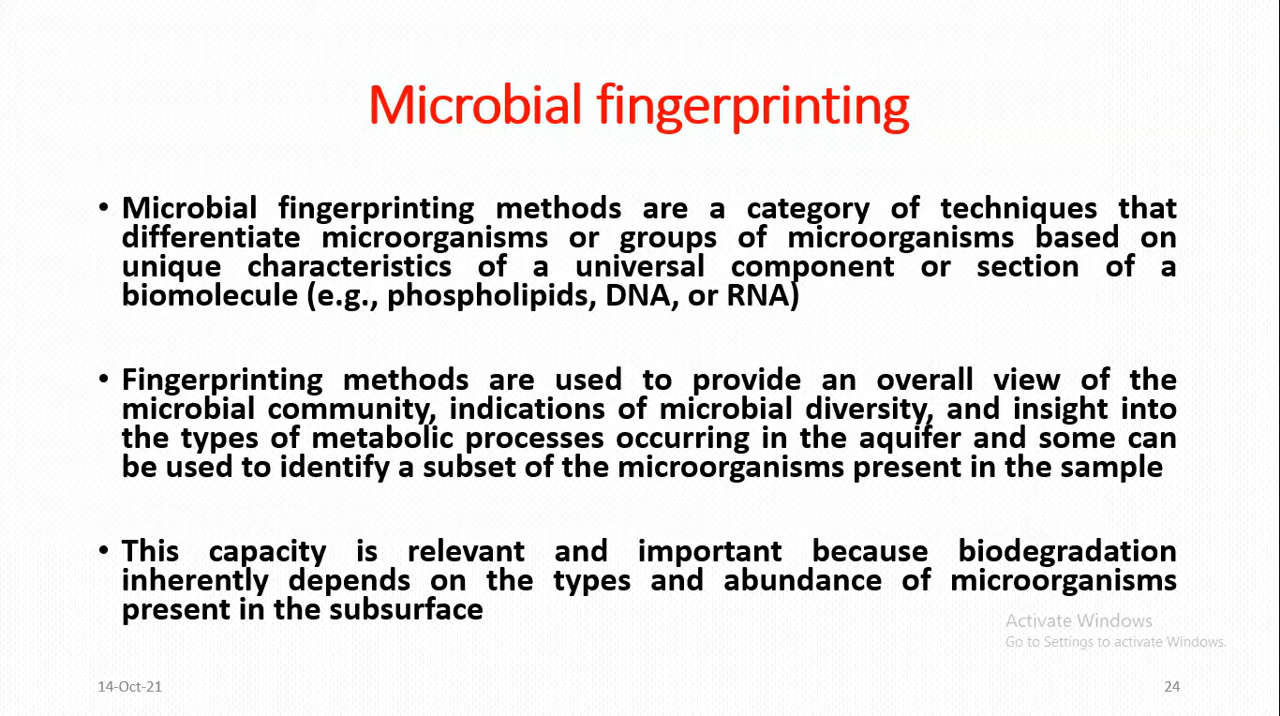 Microbial fingerprinting
• Microbial fingerprinting methods are a category of techniques that
differentiate microorganisms or groups of microorganisms based on
unique characteristics of a universal component or section of a
biomolecule (e.g., phospholipids, DNA, or RNA)
• Fingerprinting methods are used to provide an overall view of the
microbial community, indications of microbial diversity, and insight into
the types of metabolic processes occurring in the aquifer and some can
be used to identify a subset of the microorganisms present in the sample
• This capacity is relevant and important because biodegradation
inherently depends on the types and abundance of microorganisms
present in the subsurface
Activate Windows
Go to Settings to activate Windows.
14-Oct-21
24